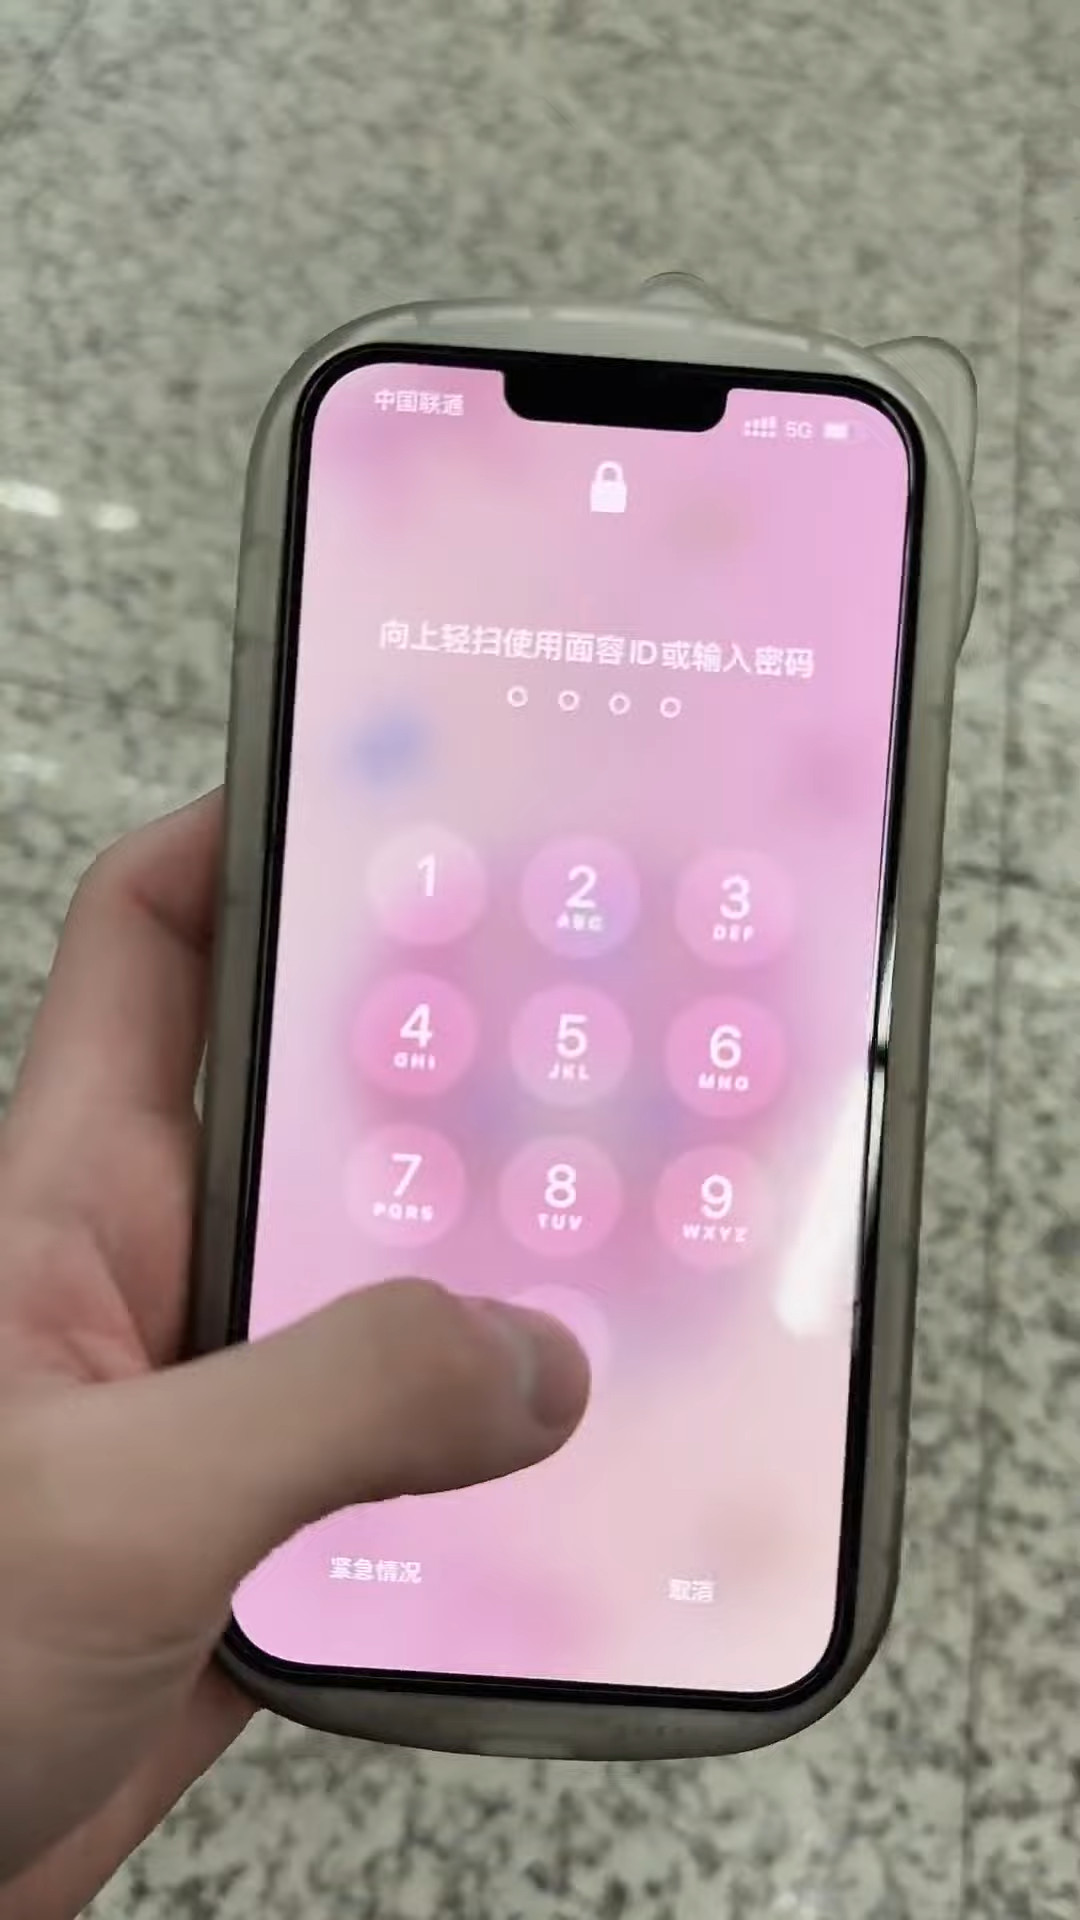 中国联通 5G
向上轻扫使用面容ID或输入密码
1 2 3
ABC DEF
4 5 6
GHI JKL MNO
7 8 9
PQRS TUV WXYZ
紧急情况 取消